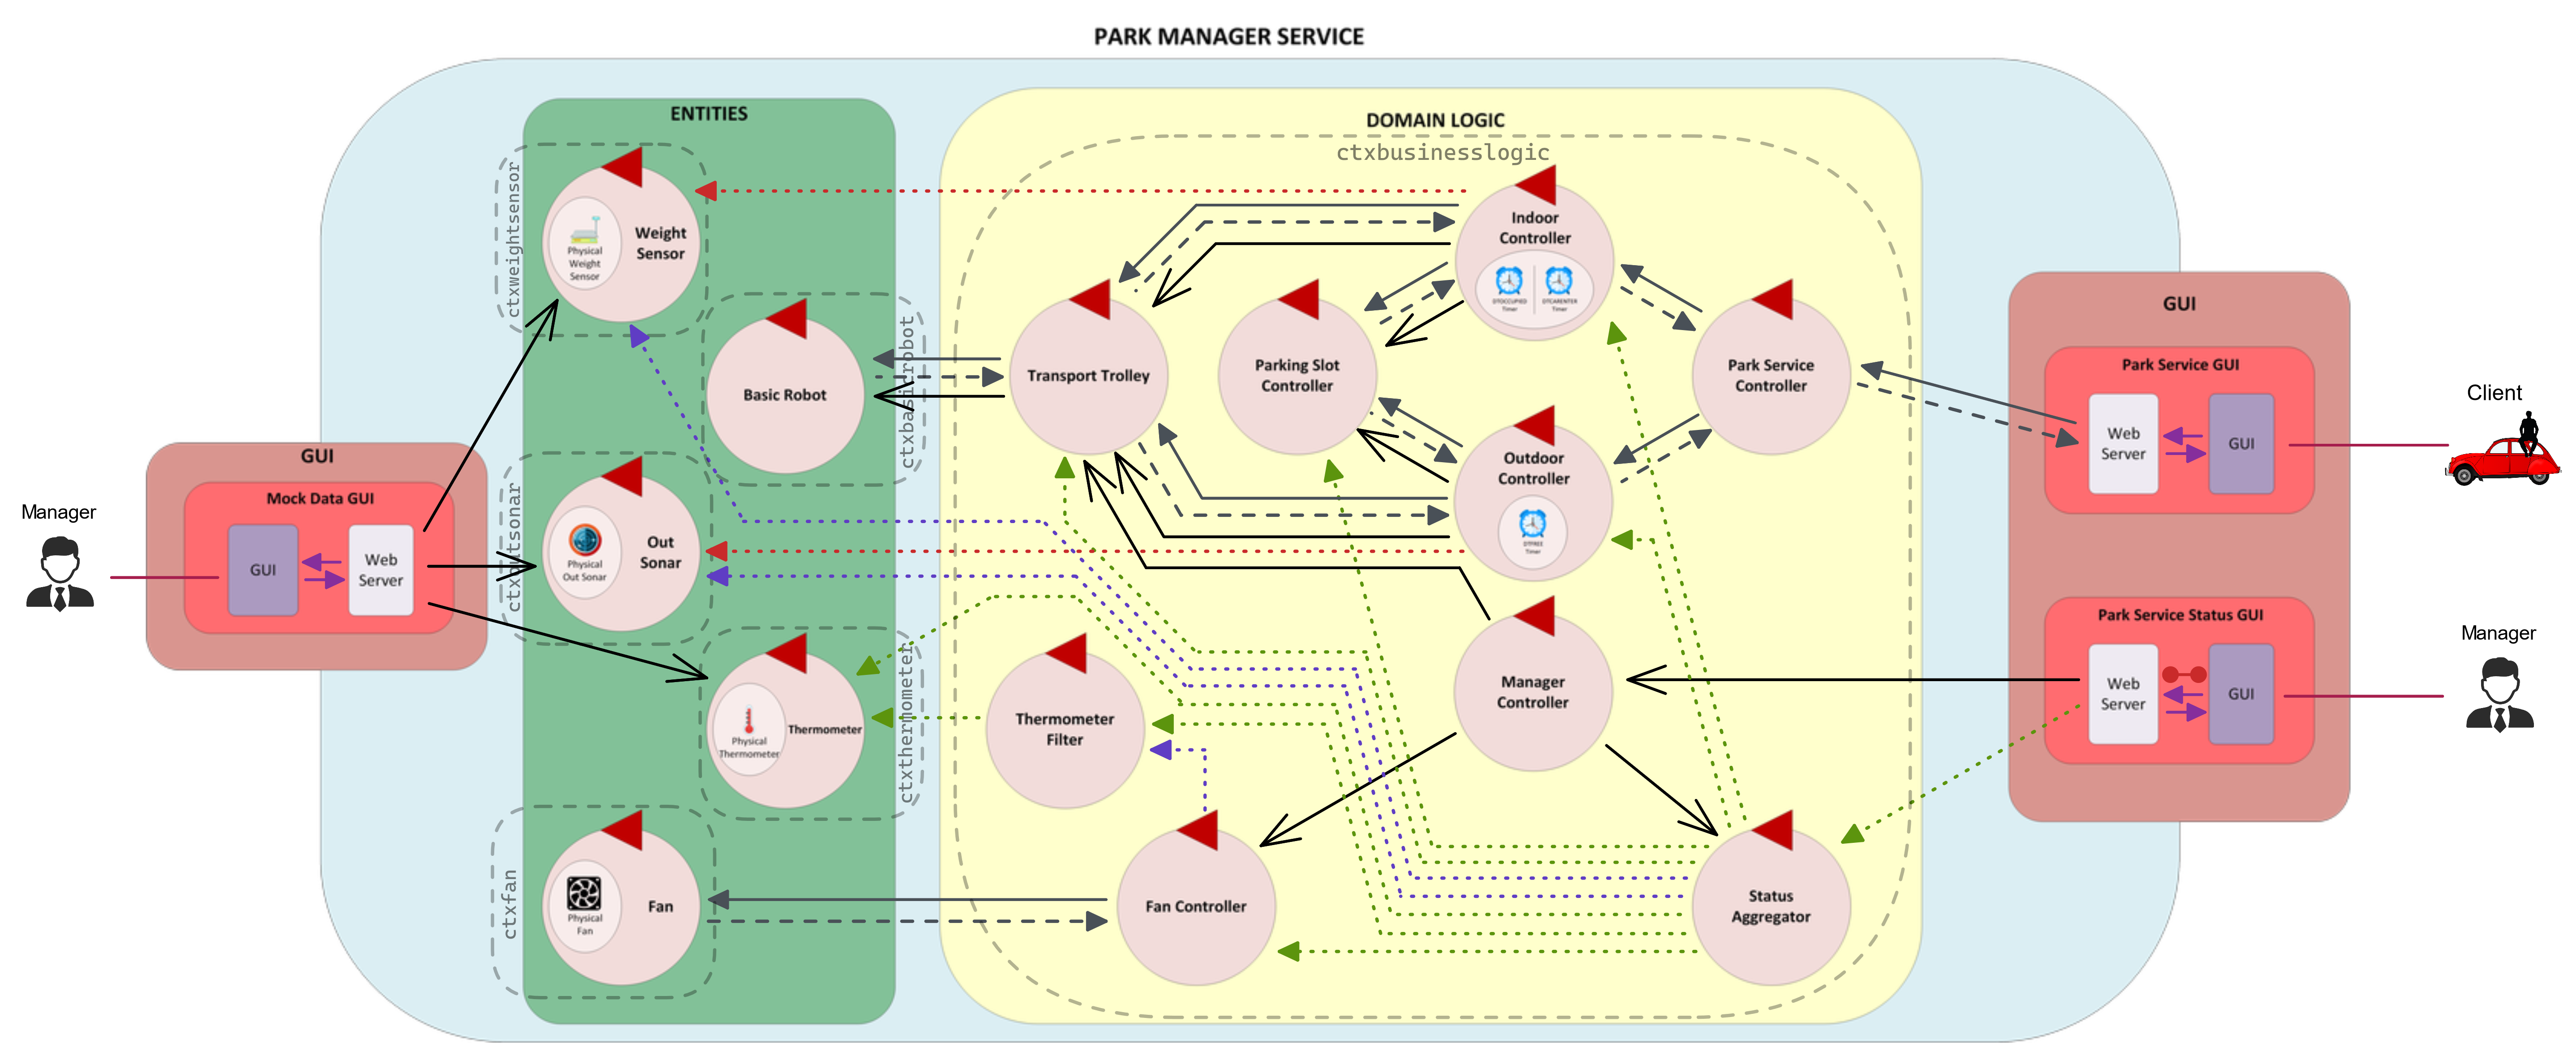 PARK MANAGER SERVICE
ENTITIES
DOMAIN LOGIC
ctxbusinesslogic
ctxweightsensor
Physical
Weight
Sensor
Weight
Sensor
ctxbasicrobot
Basic Robot
ctxoutsonar
Physical
Out Sonar
Out
Sonar
ctxthermometer
Physical
Thermometer
Thermometer
ctxfan
Physical
Fan
Fan
GUI
Mock Data GUI
GUI
Web
Server
Manager
Transport Trolley
Parking Slot
Controller
Indoor
Controller
DTOCCUPIED
Timer
DTCARENTER
Timer
Park Service
Controller
Outdoor
Controller
DTFREE
Timer
Manager
Controller
Thermometer
Filter
Fan Controller
Status
Aggregator
GUI
Park Service GUI
Web
Server
GUI
Client
Park Service Status GUI
Web
Server
GUI
Manager